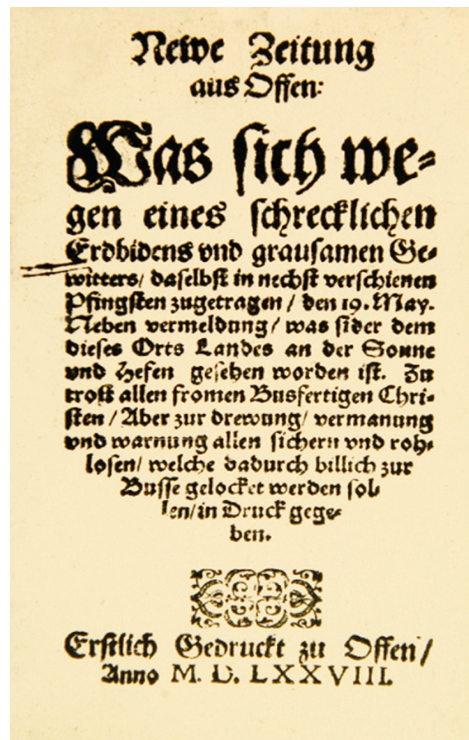 Newe Zeitung
aus Offen:
Was sich we-
gen eines schrecklichen
Erdbidens vnd grausamen Ge-
witters/ daselbst in nechst verschienen
Pfingsten zugetragen / den 19. May.
Neben vermeldung / was sider dem
dieses Orts Landes an der Sonne
vnd Hefen gesehen worden ist. Zu
trost allen fromen Busfertigen Chri-
sten / Aber zur drewung / vermanung
vnd warnung allen sichern vnd roh-
losen/ welche dadurch billich zur
Busse gelocket werden sol-
len/ in Druck gege-
ben.
Erstlich Gedruckt zu Offen /
Anno M. D. LXXVIII.